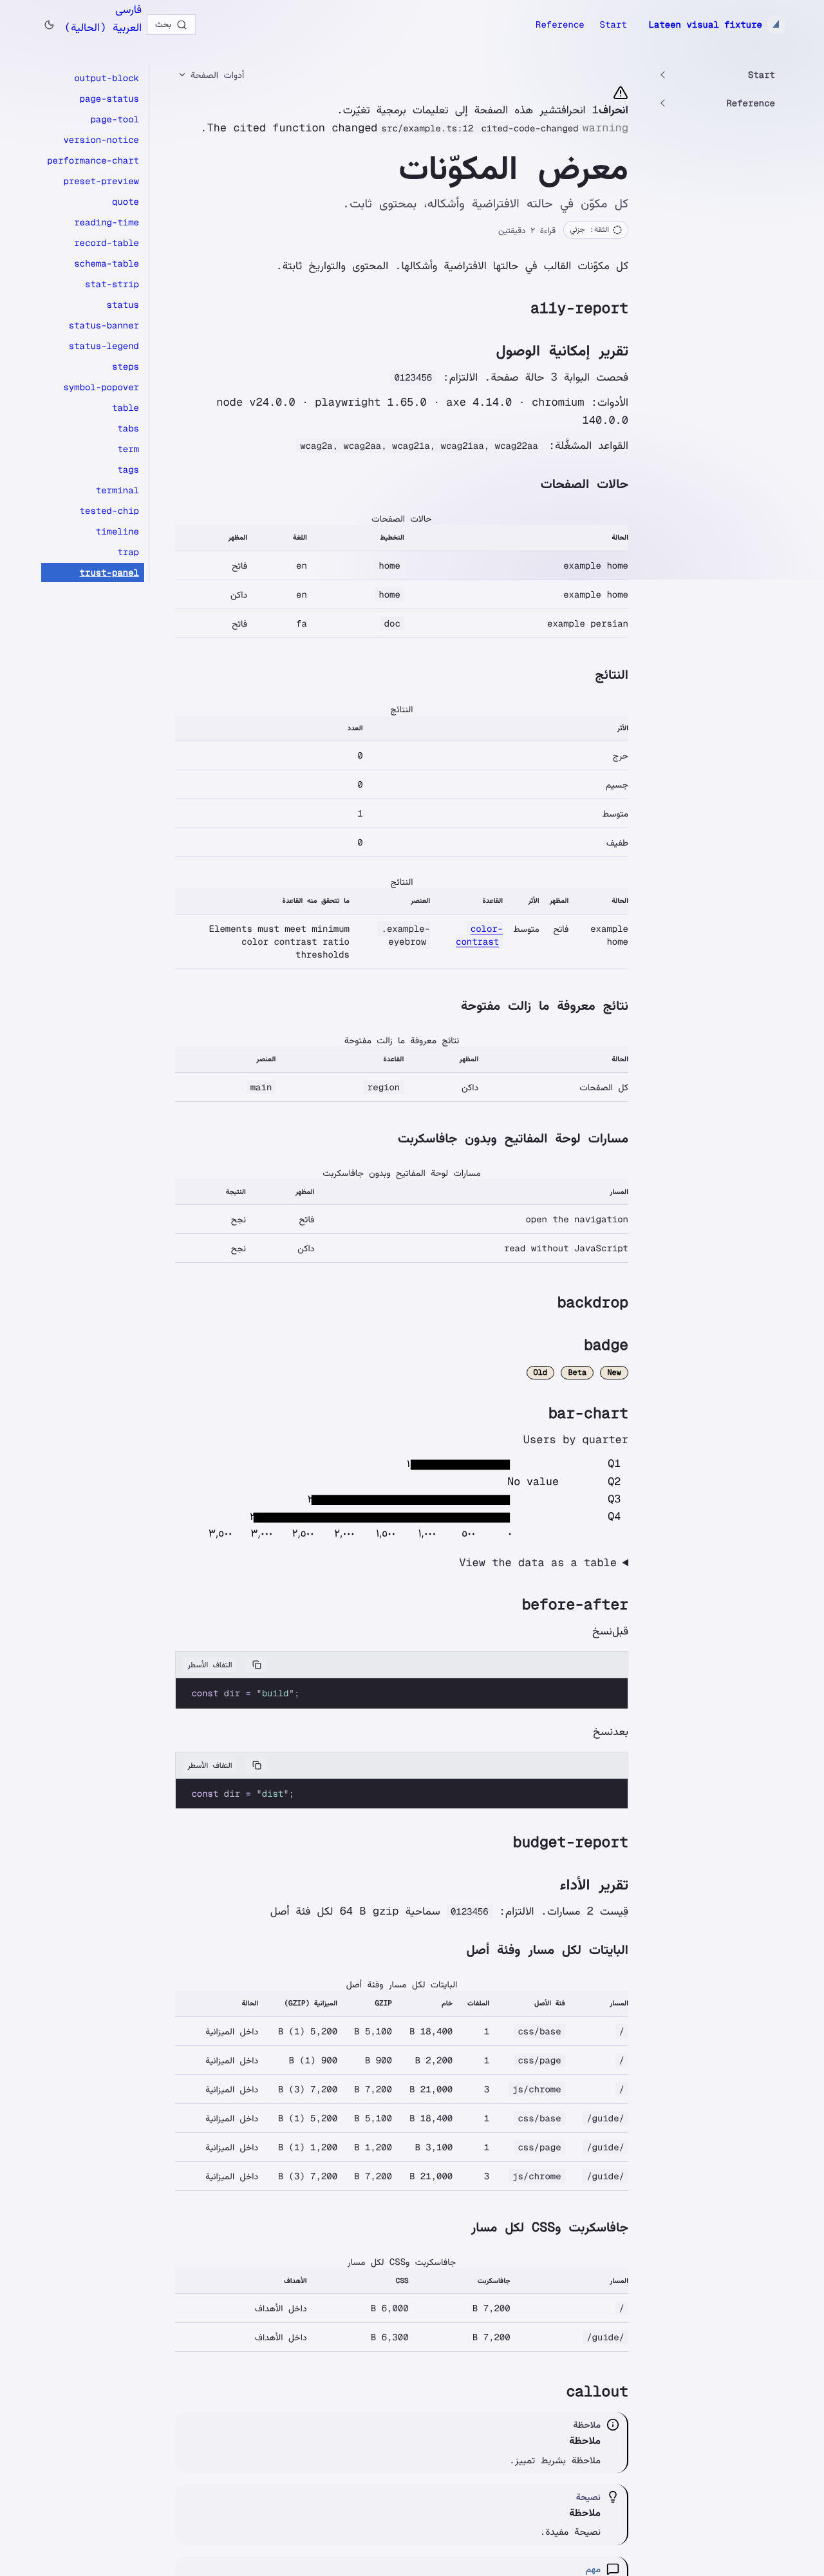 Lateen visual fixture
Start
Reference
بحث
فارسی
العربية (الحالية)
Start
Reference
أدوات الصفحة
انحراف1 انحرافتشير هذه الصفحة إلى تعليمات برمجية تغيّرت.
warning cited-code-changed src/example.ts:12 The cited function changed.
معرض المكوّنات
كل مكوّن في حالته الافتراضية وأشكاله، بمحتوى ثابت.
الثقة: جزئي
قراءة ٢ دقيقتين
كل مكوّنات القالب في حالتها الافتراضية وأشكالها. المحتوى والتواريخ ثابتة.
a11y-report
تقرير إمكانية الوصول
فحصت البوابة 3 حالة صفحة. الالتزام: 0123456
الأدوات: node v24.0.0 · playwright 1.65.0 · axe 4.14.0 · chromium
140.0.0
القواعد المشغَّلة: wcag2a, wcag2aa, wcag21a, wcag21aa, wcag22aa
حالات الصفحات
حالات الصفحات
الحالة التخطيط اللغة المظهر
example home home en فاتح
example home home en داكن
example persian doc fa فاتح
النتائج
النتائج
الأثر العدد
حرج 0
جسيم 0
متوسط 1
طفيف 0
النتائج
الحالة المظهر الأثر القاعدة العنصر ما تتحقق منه القاعدة
example home فاتح متوسط color-contrast .example-eyebrow Elements must meet minimum color contrast ratio thresholds
نتائج معروفة ما زالت مفتوحة
نتائج معروفة ما زالت مفتوحة
الحالة المظهر القاعدة العنصر
كل الصفحات داكن region main
مسارات لوحة المفاتيح وبدون جافاسكربت
مسارات لوحة المفاتيح وبدون جافاسكربت
المسار المظهر النتيجة
open the navigation فاتح نجح
read without JavaScript داكن نجح
backdrop
badge
New Beta Old
bar-chart
Users by quarter
Q1
Q2 No value
Q3
Q4
٠ ٥٠٠ ١٬٠٠٠ ١٬٥٠٠ ٢٬٠٠٠ ٢٬٥٠٠ ٣٬٠٠٠ ٣٬٥٠٠
View the data as a table
before-after
قبلنسخ
التفاف الأسطر
const dir = "build";
بعدنسخ
التفاف الأسطر
const dir = "dist";
budget-report
تقرير الأداء
قِيست 2 مسارات. الالتزام: 0123456 سماحية 64 B gzip لكل فئة أصل
البايتات لكل مسار وفئة أصل
البايتات لكل مسار وفئة أصل
المسار فئة الأصل الملفات خام GZIP الميزانية (GZIP) الحالة
/ css/base 1 18,400 B 5,100 B 5,200 B (1) داخل الميزانية
/ css/page 1 2,200 B 900 B 900 B (1) داخل الميزانية
/ js/chrome 3 21,000 B 7,200 B 7,200 B (3) داخل الميزانية
/guide/ css/base 1 18,400 B 5,100 B 5,200 B (1) داخل الميزانية
/guide/ css/page 1 3,100 B 1,200 B 1,200 B (1) داخل الميزانية
/guide/ js/chrome 3 21,000 B 7,200 B 7,200 B (3) داخل الميزانية
جافاسكربت وCSS لكل مسار
جافاسكربت وCSS لكل مسار
المسار جافاسكربت CSS الأهداف
/ 7,200 B 6,000 B داخل الأهداف
/guide/ 7,200 B 6,300 B داخل الأهداف
callout
ملاحظة
ملاحظة
ملاحظة بشريط تمييز.
نصيحة
ملاحظة
نصيحة مفيدة.
مهم
output-block
page-status
page-tool
version-notice
performance-chart
preset-preview
quote
reading-time
record-table
schema-table
stat-strip
status
status-banner
status-legend
steps
symbol-popover
table
tabs
term
tags
terminal
tested-chip
timeline
trap
trust-panel